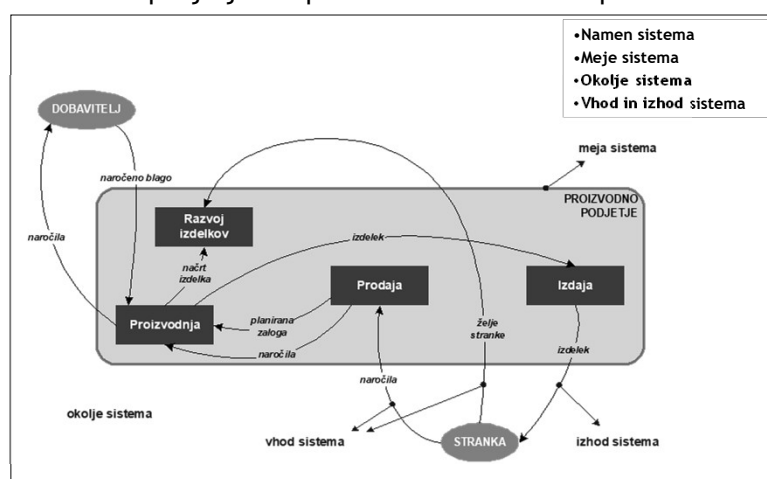 •Namen sistema
•Meje sistema
•Okolje sistema
•Vhod in izhod sistema
DOBAVITELJ
meja sistema
naročeno blago
PROIZVODNO
PODJETJE
Razvoj
izdelkov
naročila
izdelek
načrt
izdelka
Prodaja
Izdaja
Proizvodnja
planirana
zaloga
želje
stranke
naročila
izdelek
naročila
okolje sistema
vhod sistema
STRANKA
izhod sistema